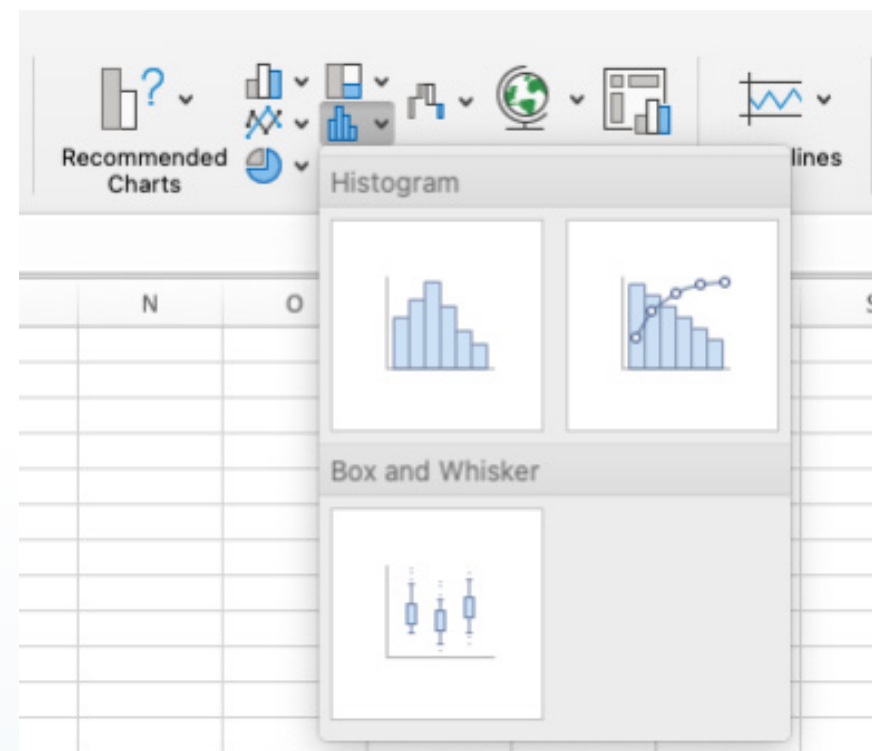 Recommended
Charts
lines
Histogram
N
O
S
Box and Whisker